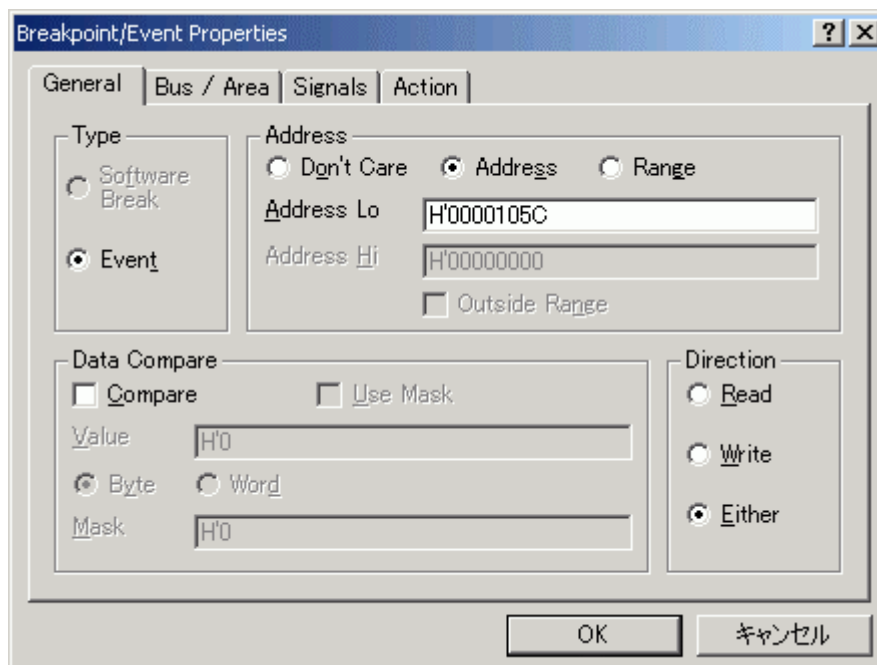 Breakpoint/Event Properties
General Bus / Area Signals Action
Type
Software
Break
Event
Address
Don't Care Address Range
Address Lo H'0000105C
Address Hi H'00000000
Outside Range
Data Compare
Compare Use Mask
Value H'0
Byte Word
Mask H'0
Direction
Read
Write
Either
OK キャンセル